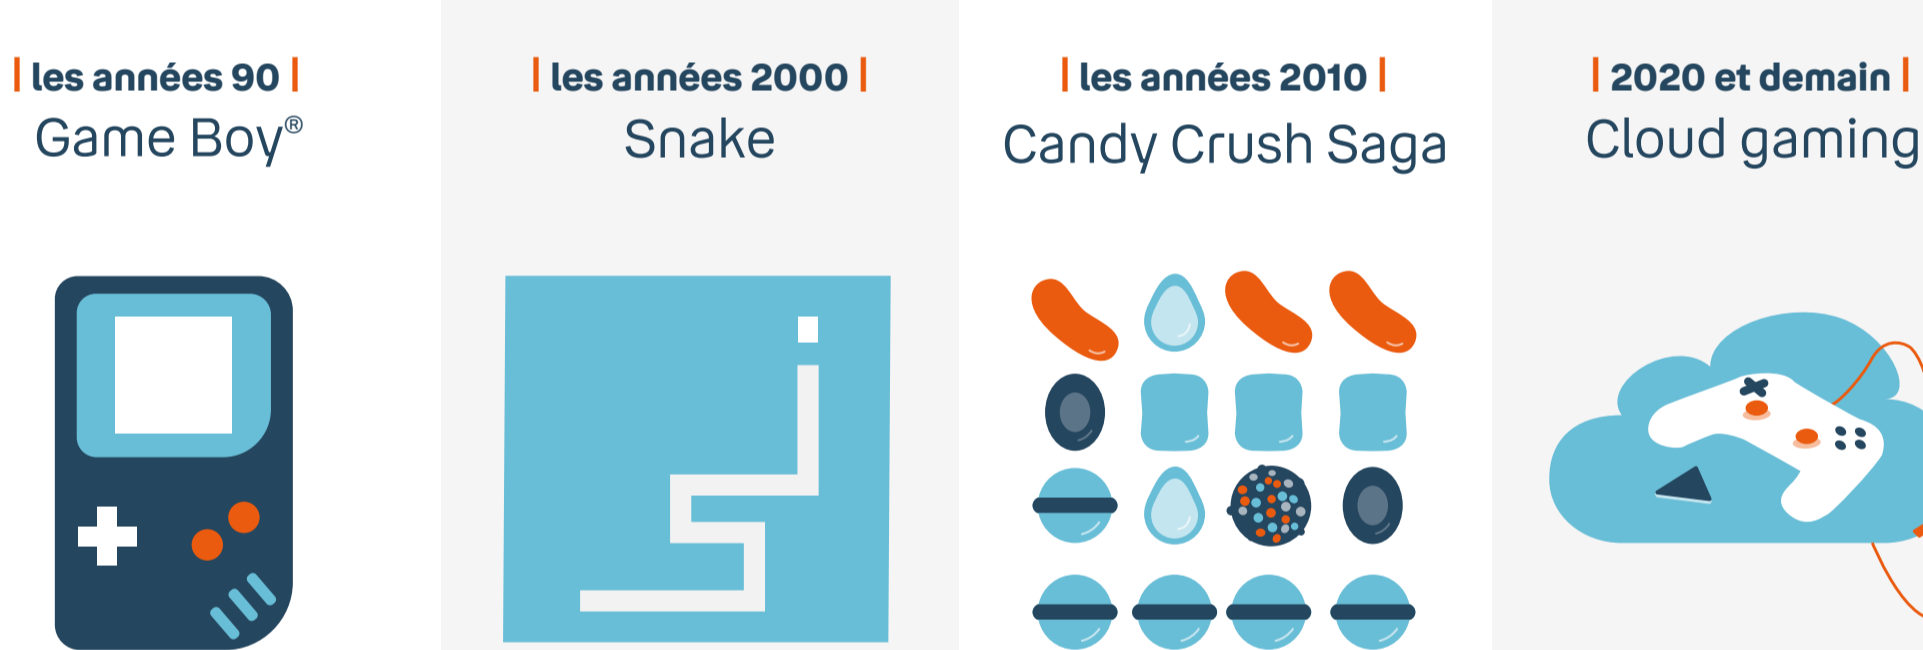 | les années 90 |
Game Boy®
| les années 2000 |
Snake
| les années 2010 |
Candy Crush Saga
| 2020 et demain |
Cloud gaming